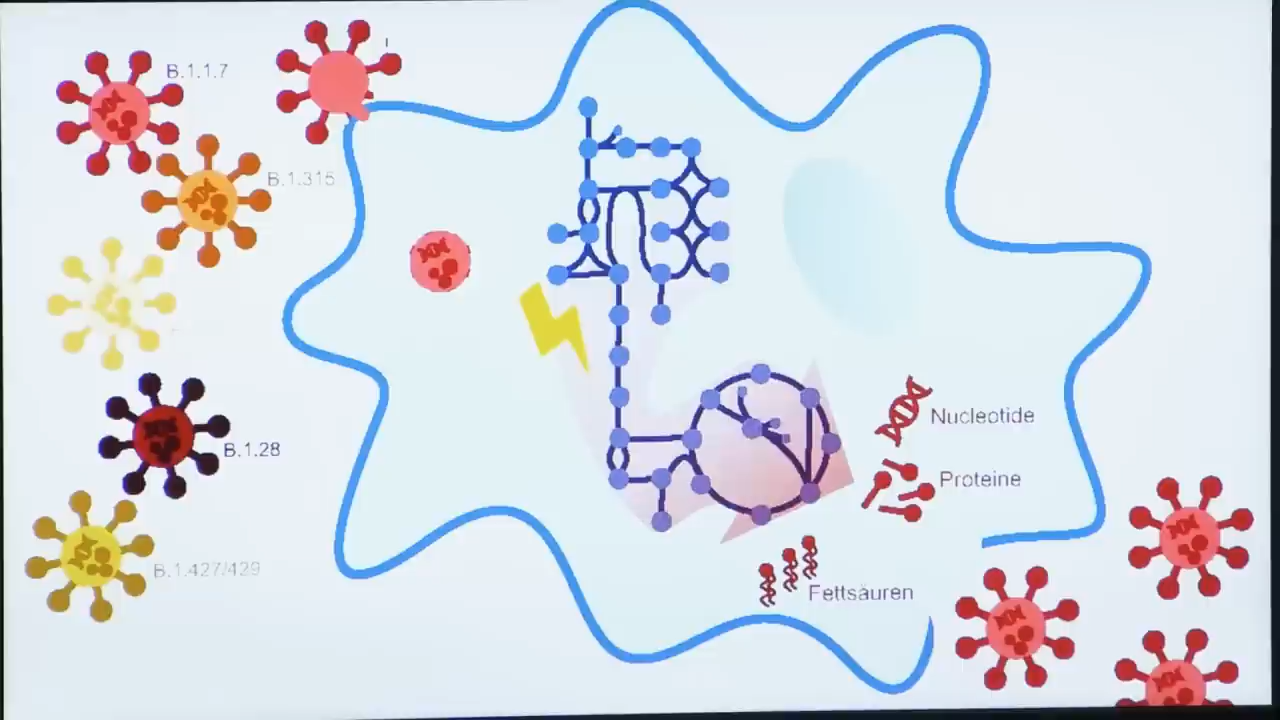 B.1.1.7
B.1.315
B.1.28
B.1.427/429
Nucleotide
Proteine
Fettsäuren